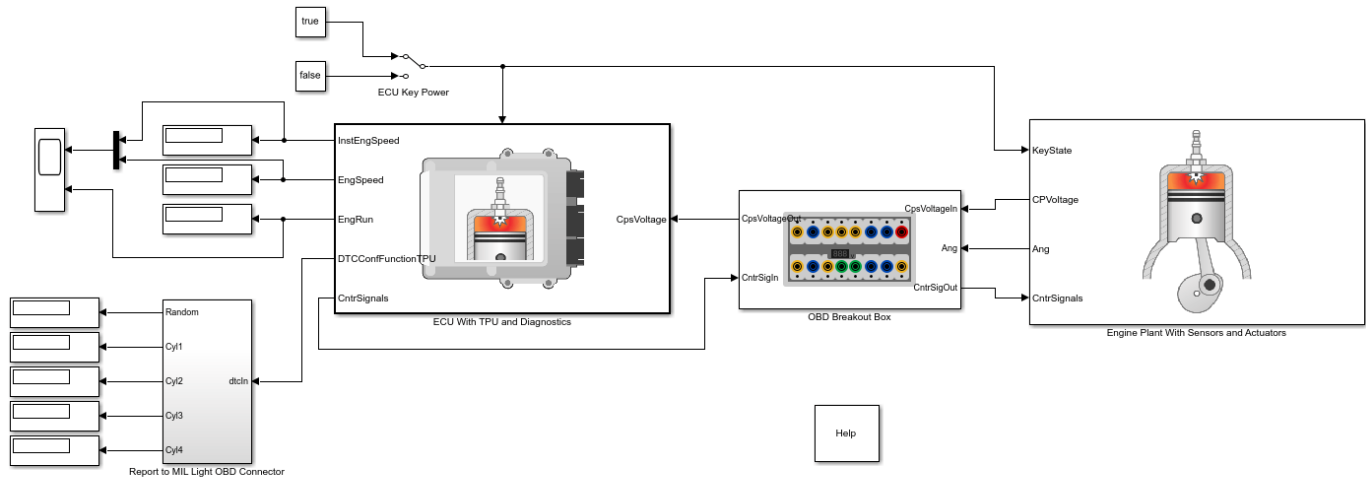 true
false
ECU Key Power
InstEngSpeed
EngSpeed
EngRun
DTCConfFunctionTPU
CntrSignals
CpsVoltage
ECU With TPU and Diagnostics
CpsVoltageOut
CntrSigIn
CpsVoltageIn
Ang
CntrSigOut
OBD Breakout Box
KeyState
CPVoltage
Ang
CntrSignals
Engine Plant With Sensors and Actuators
Random
Cyl1
Cyl2
Cyl3
Cyl4
dtcIn
Report to MIL Light OBD Connector
Help